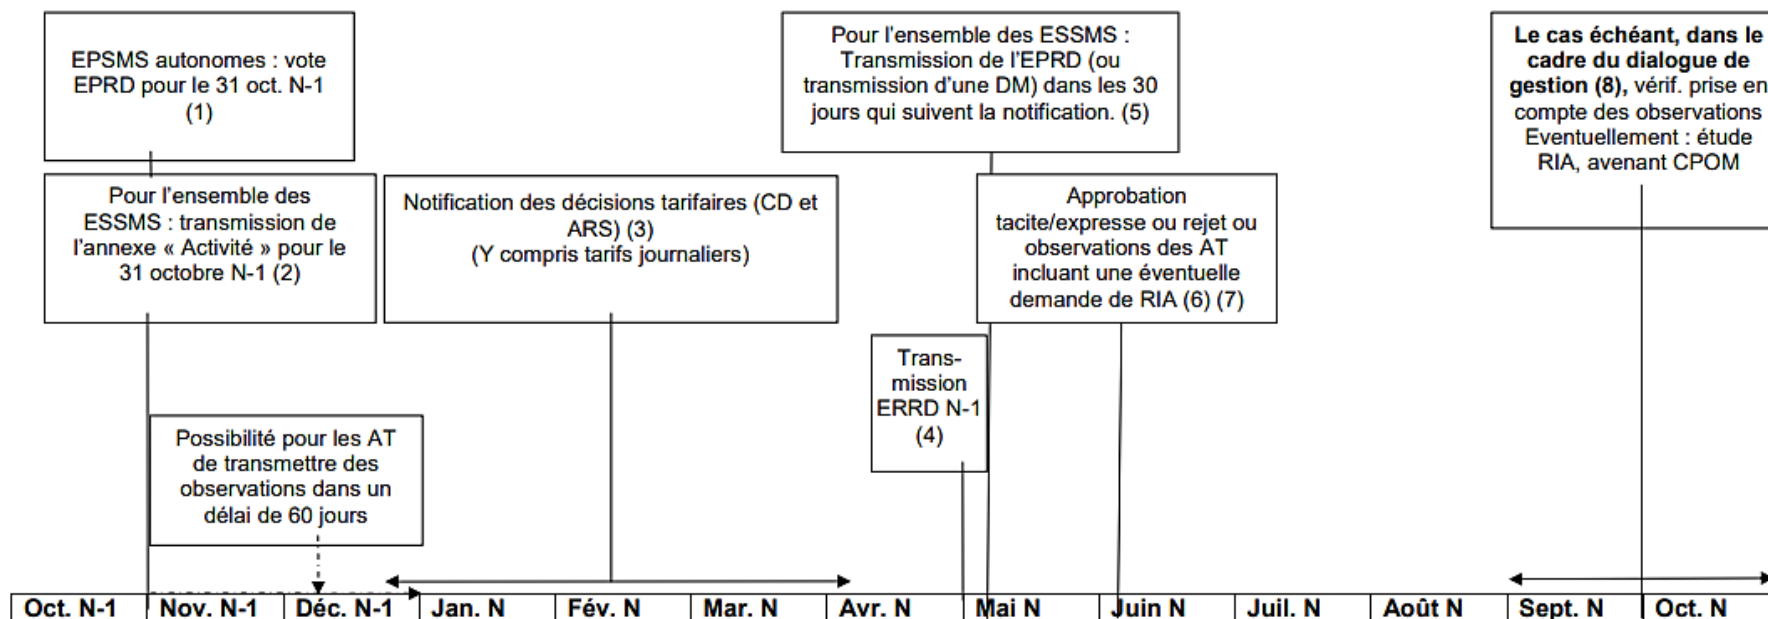 EPSMS autonomes : vote
EPRD pour le 31 oct. N-1
(1)
Pour l'ensemble des
ESSMS : transmission de
l'annexe « Activité » pour le
31 octobre N-1 (2)
Possibilité pour les AT
de transmettre des
observations dans un
délai de 60 jours
Notification des décisions tarifaires (CD et
ARS) (3)
(Y compris tarifs journaliers)
Pour l'ensemble des ESSMS :
Transmission de l'EPRD (ou
transmission d'une DM) dans les 30
jours qui suivent la notification. (5)
Trans-
mission
ERRD N-1
(4)
Approbation
tacite/expresse ou rejet ou
observations des AT
incluant une éventuelle
demande de RIA (6) (7)
Le cas échéant, dans le
cadre du dialogue de
gestion (8), vérif. prise en
compte des observations
Eventuellement : étude
RIA, avenant CPOM
Oct. N-1 Nov. N-1 Déc. N-1 Jan. N Fév. N Mar. N Avr. N Mai N Juin N Juil. N Août N Sept. N Oct. N